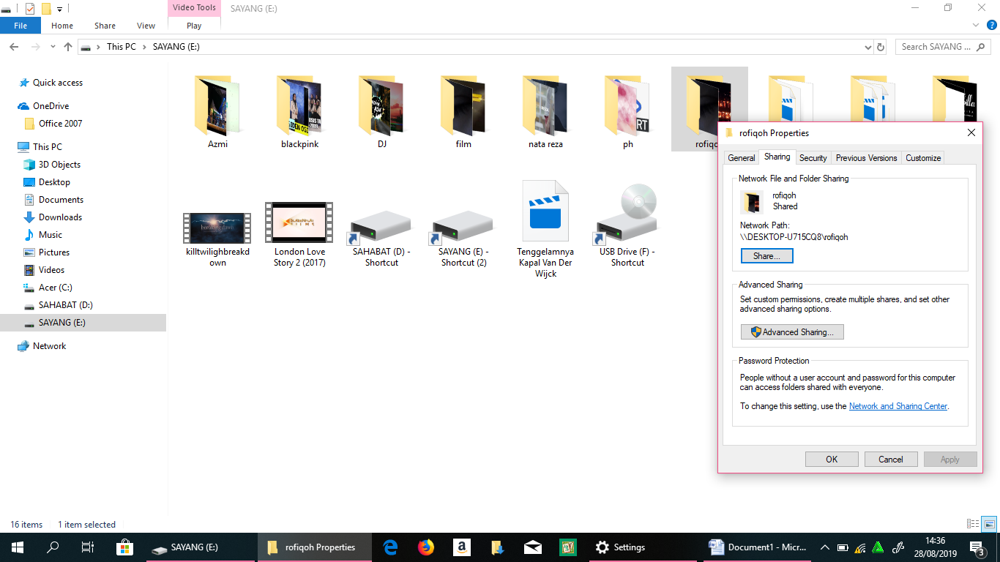 Video Tools
SAYANG (E:)
File
Home
Share
View
Play
This PC
SAYANG (E:)
Search SAYANG ...
Quick access
OneDrive
Office 2007
This PC
3D Objects
Desktop
Documents
Downloads
Music
Pictures
Videos
Acer (C:)
SAHABAT (D:)
SAYANG (E:)
Network
Azmi
blackpink
DJ
film
nata reza
ph
killtwilighbreakd
own
London Love
Story 2 (2017)
SAHABAT (D) -
Shortcut
SAYANG (E) -
Shortcut (2)
Tenggelamnya
Kapal Van Der
Wijck
USB Drive (F) -
Shortcut
rofiqoh Properties
General
Sharing
Security
Previous Versions
Customize
Network File and Folder Sharing
rofiqoh
Shared
Network Path:
\\DESKTOP-U715CQ8\rofiqoh
Share...
Advanced Sharing
Set custom permissions, create multiple shares, and set other
advanced sharing options.
Advanced Sharing...
Password Protection
People without a user account and password for this computer
can access folders shared with everyone.
To change this setting, use the Network and Sharing Center.
OK
Cancel
Apply
16 items
1 item selected
SAYANG (E:)
rofiqoh Properties
Settings
Document1 - Micr...
14:36
28/08/2019
3